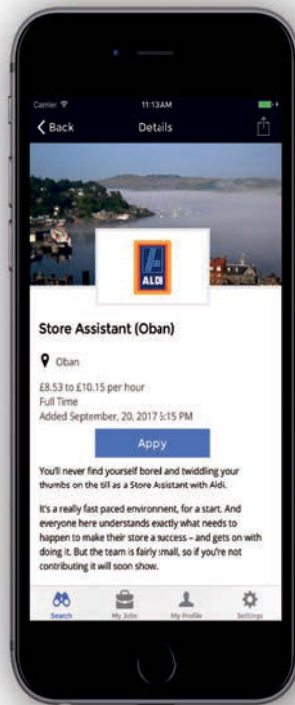 Carrier 11:13AM
Back Details
ALDI
Store Assistant (Oban)
Oban
£8.53 to £10.15 per hour
Full Time
Added September, 20, 2017 5:15 PM
Appy
You'll never find yourself bored and twiddling your
thumbs on the till as a Store Assistant with Aldi.
It's a really fast paced environment, for a start. And
everyone here understands exactly what needs to
happen to make their store a success – and gets on with
doing it. But the team is fairly small, so if you're not
contributing it will soon show.
Search My Jobs My Profile Settings